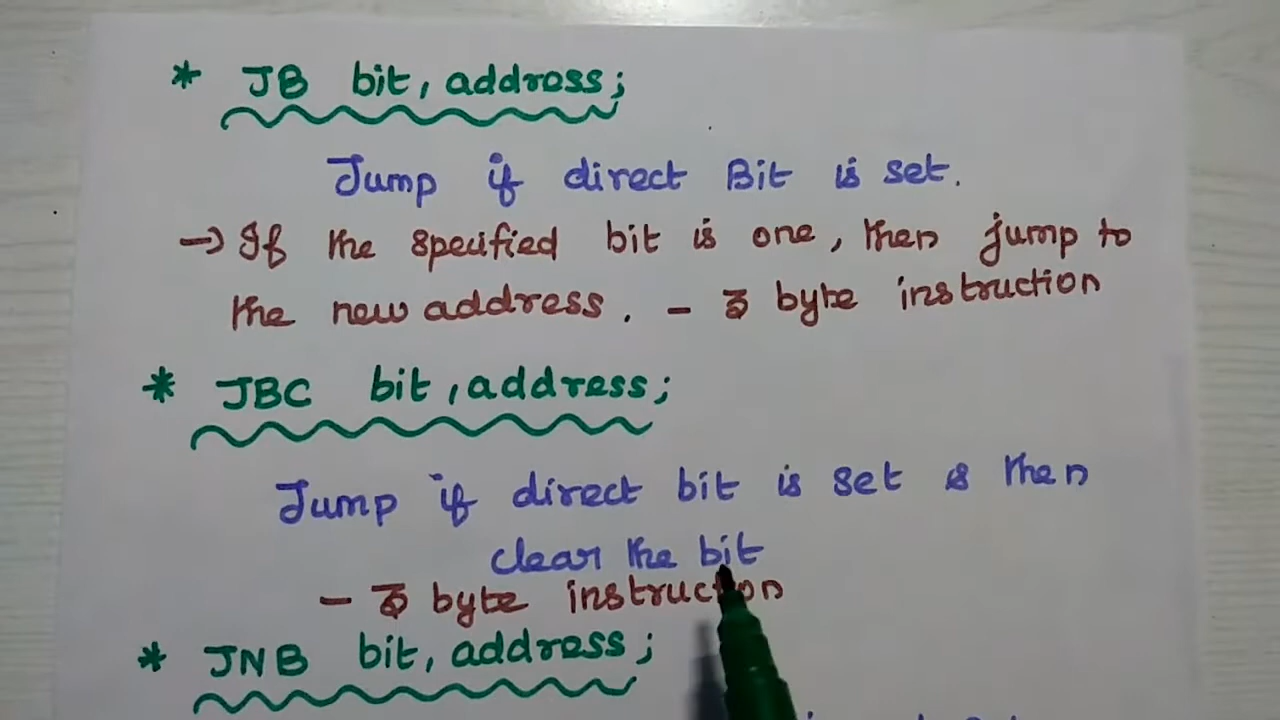 * JB bit, address;
Jump if direct Bit is set.
→ If the specified bit is one, then jump to
the new address. - 3 byte instruction
* JBC bit, address;
Jump if direct bit is set & then
clear the bit
- 3 byte instruction
* JNB bit, address;